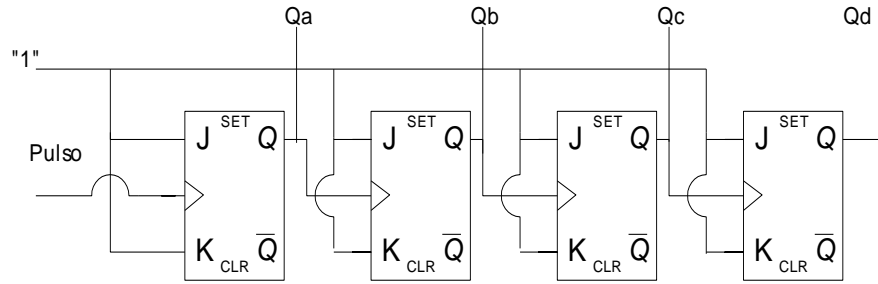 Qa Qb Qc Qd
"1"
J SET Q J SET Q J SET Q J SET Q
Pulso
K CLR Q̅ K CLR Q̅ K CLR Q̅ K CLR Q̅